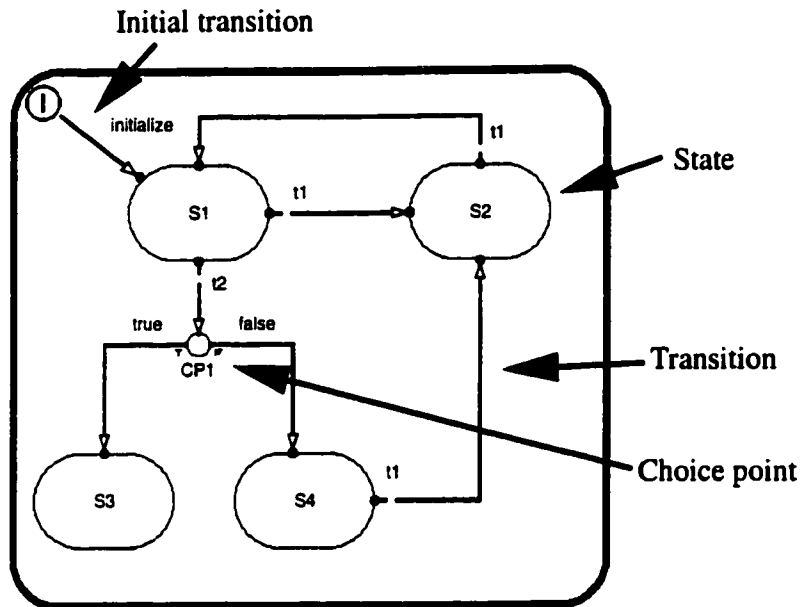 Initial transition
I
initialize
t1
State
S1
t1
S2
t2
true
false
CP1
Transition
S3
S4
t1
Choice point